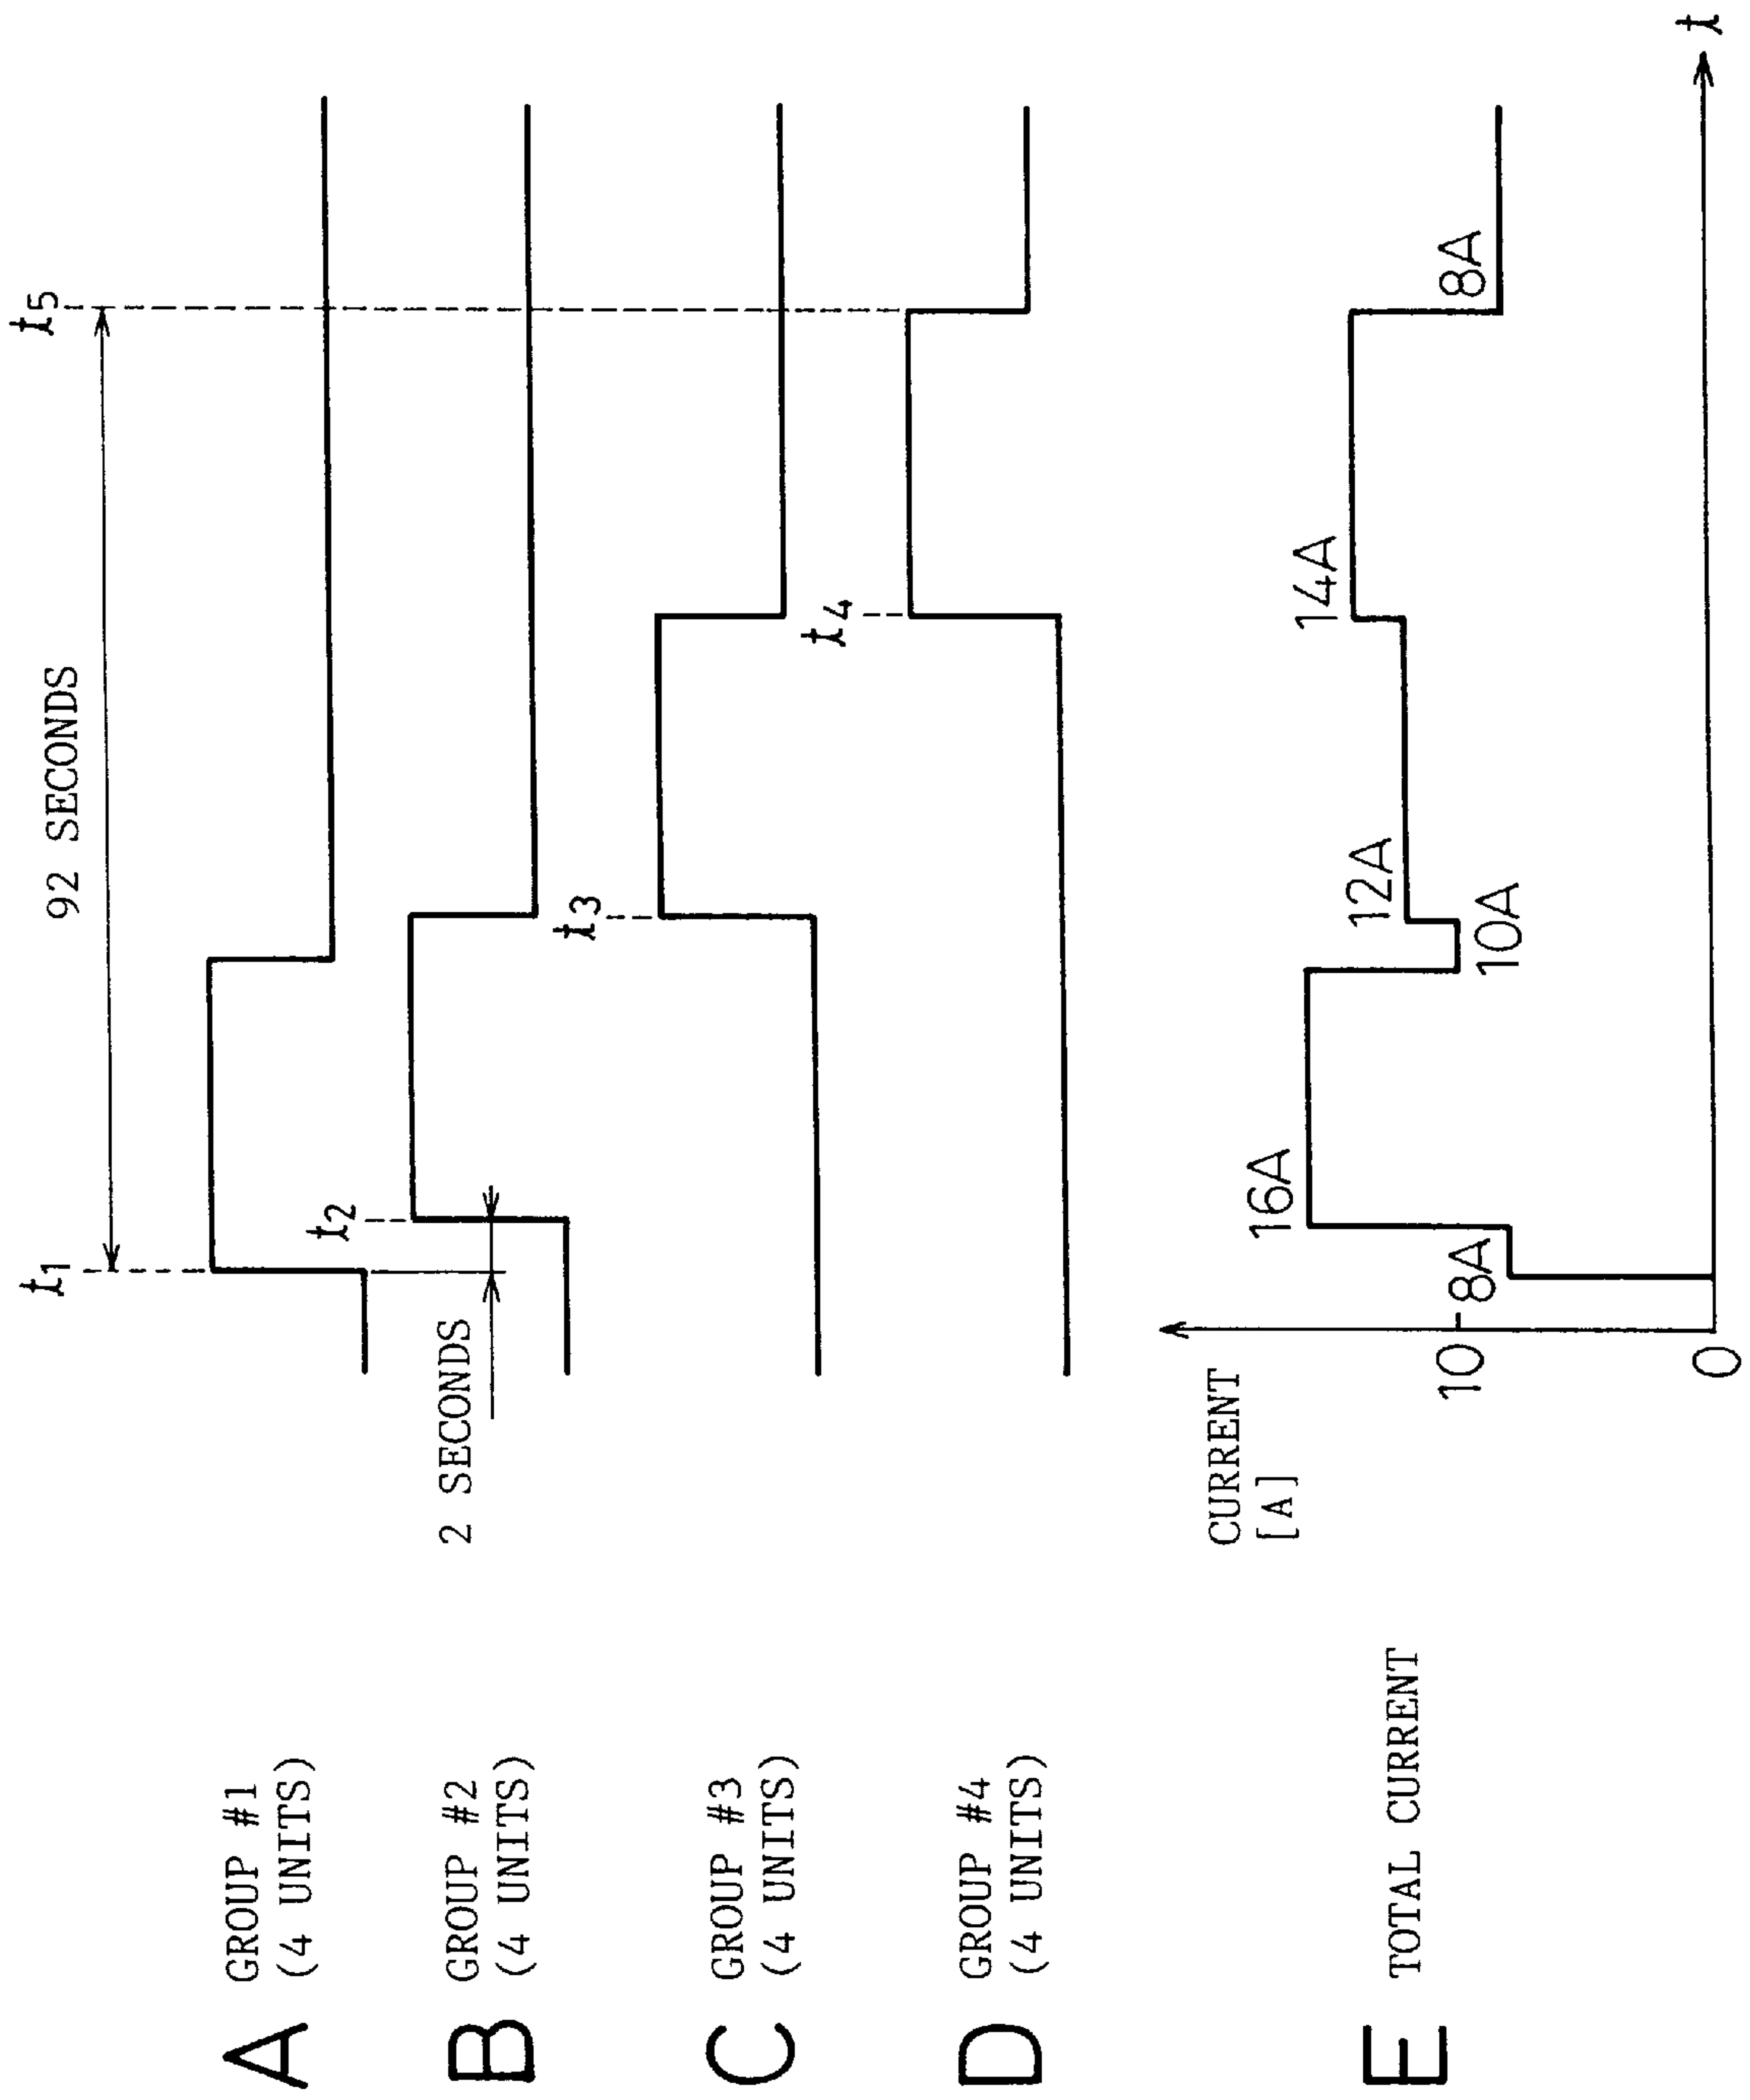 t1
92 SECONDS
t5
A GROUP #1
(4 UNITS)
t2
B GROUP #2
(4 UNITS)
2 SECONDS
t3
C GROUP #3
(4 UNITS)
t4
D GROUP #4
(4 UNITS)
CURRENT
[A]
16A
14A
12A
E TOTAL CURRENT
10
8A
10A
8A
0
t